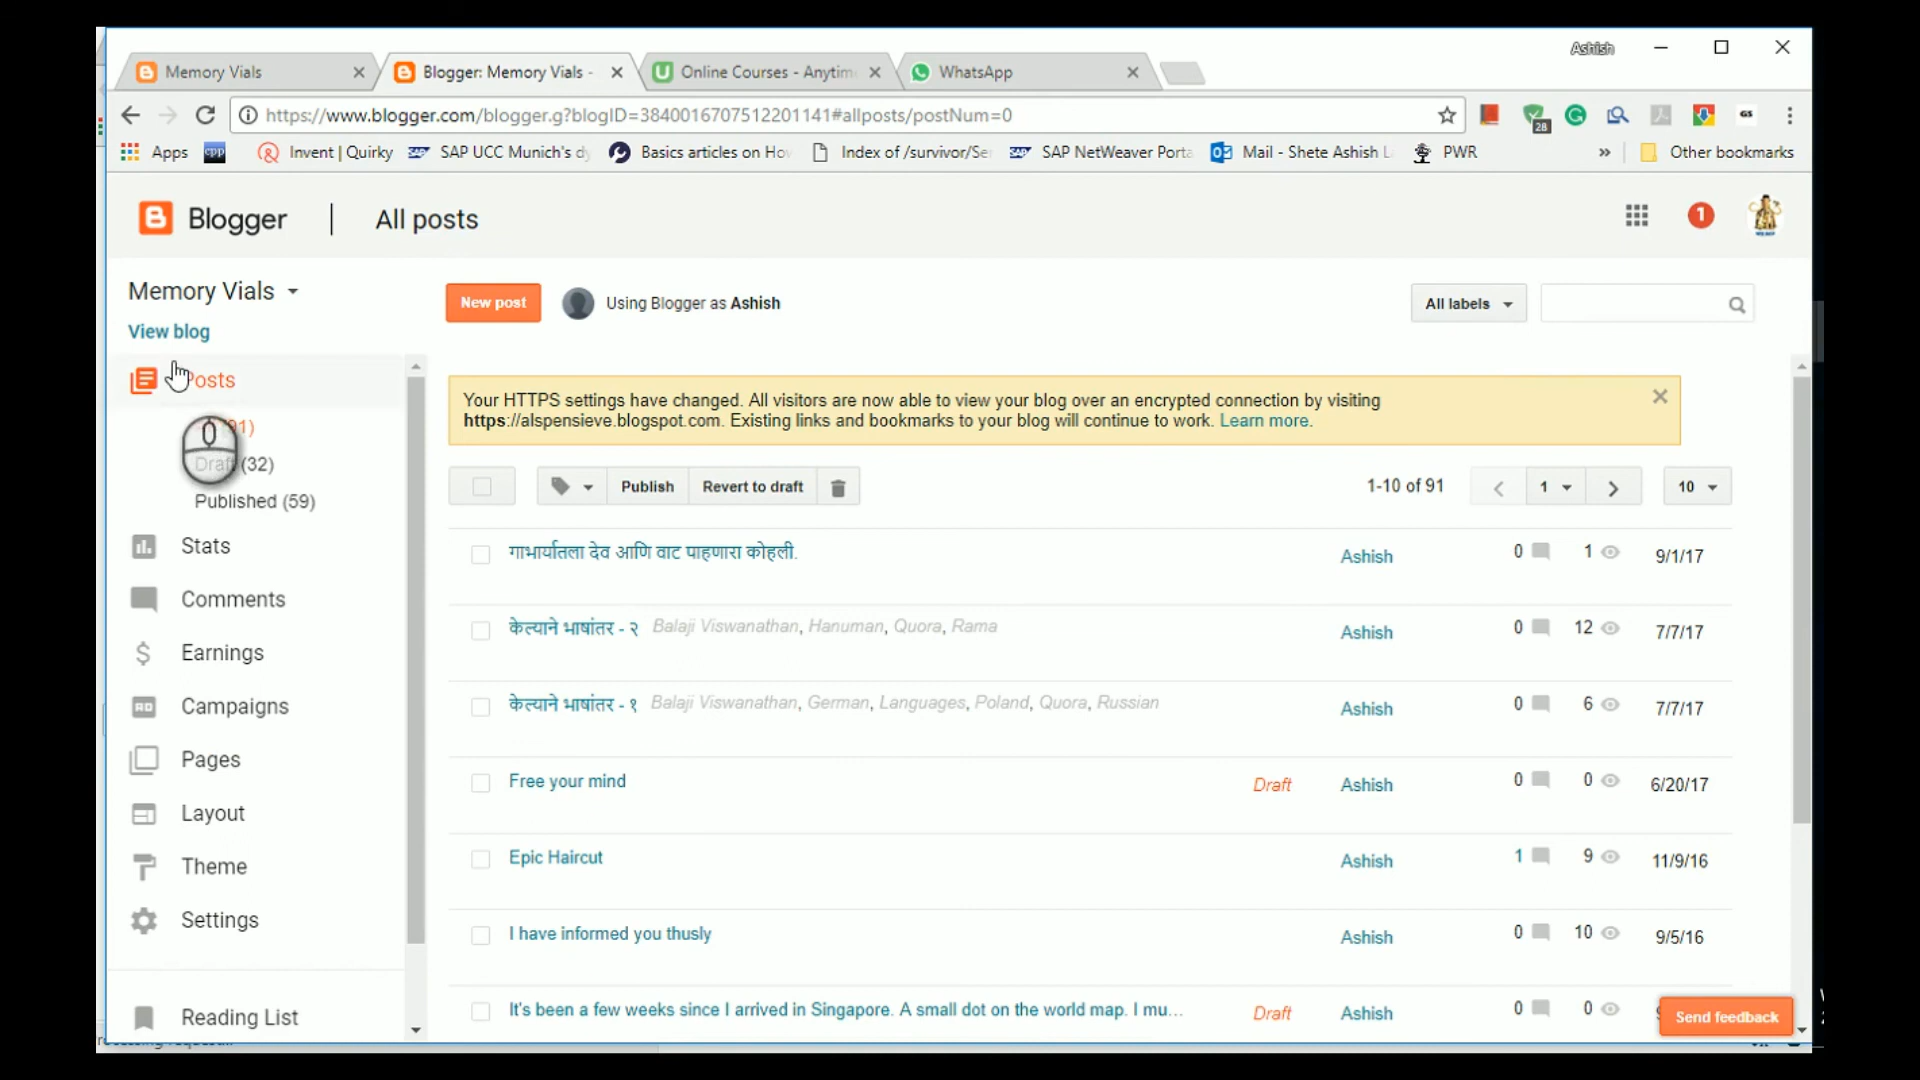 Ashish
Memory Vials
Blogger: Memory Vials -
Online Courses - Anytim
WhatsApp
https://www.blogger.com/blogger.g?blogID=3840016707512201141#allposts/postNum=0
28
GS
Apps
cpp
Invent | Quirky
SAP UCC Munich's dy
Basics articles on Ho
Index of /survivor/Se
SAP NetWeaver Porta
Mail - Shete Ashish L
PWR
»
Other bookmarks
Blogger | All posts
1
Memory Vials
View blog
New post
Using Blogger as Ashish
All labels
Posts
Draft (32)
Published (59)
Stats
Comments
Earnings
Campaigns
Pages
Layout
Theme
Settings
Reading List
Your HTTPS settings have changed. All visitors are now able to view your blog over an encrypted connection by visiting
https://alspensieve.blogspot.com. Existing links and bookmarks to your blog will continue to work. Learn more.
Publish
Revert to draft
1-10 of 91
1
10
गाभार्यातला देव आणि वाट पाहणारा कोहली. Ashish 0 1 9/1/17
केल्याने भाषांतर - २ Balaji Viswanathan, Hanuman, Quora, Rama Ashish 0 12 7/7/17
केल्याने भाषांतर - १ Balaji Viswanathan, German, Languages, Poland, Quora, Russian Ashish 0 6 7/7/17
Free your mind Draft Ashish 0 0 6/20/17
Epic Haircut Ashish 1 9 11/9/16
I have informed you thusly Ashish 0 10 9/5/16
It's been a few weeks since I arrived in Singapore. A small dot on the world map. I mu... Draft Ashish 0 0
Send feedback